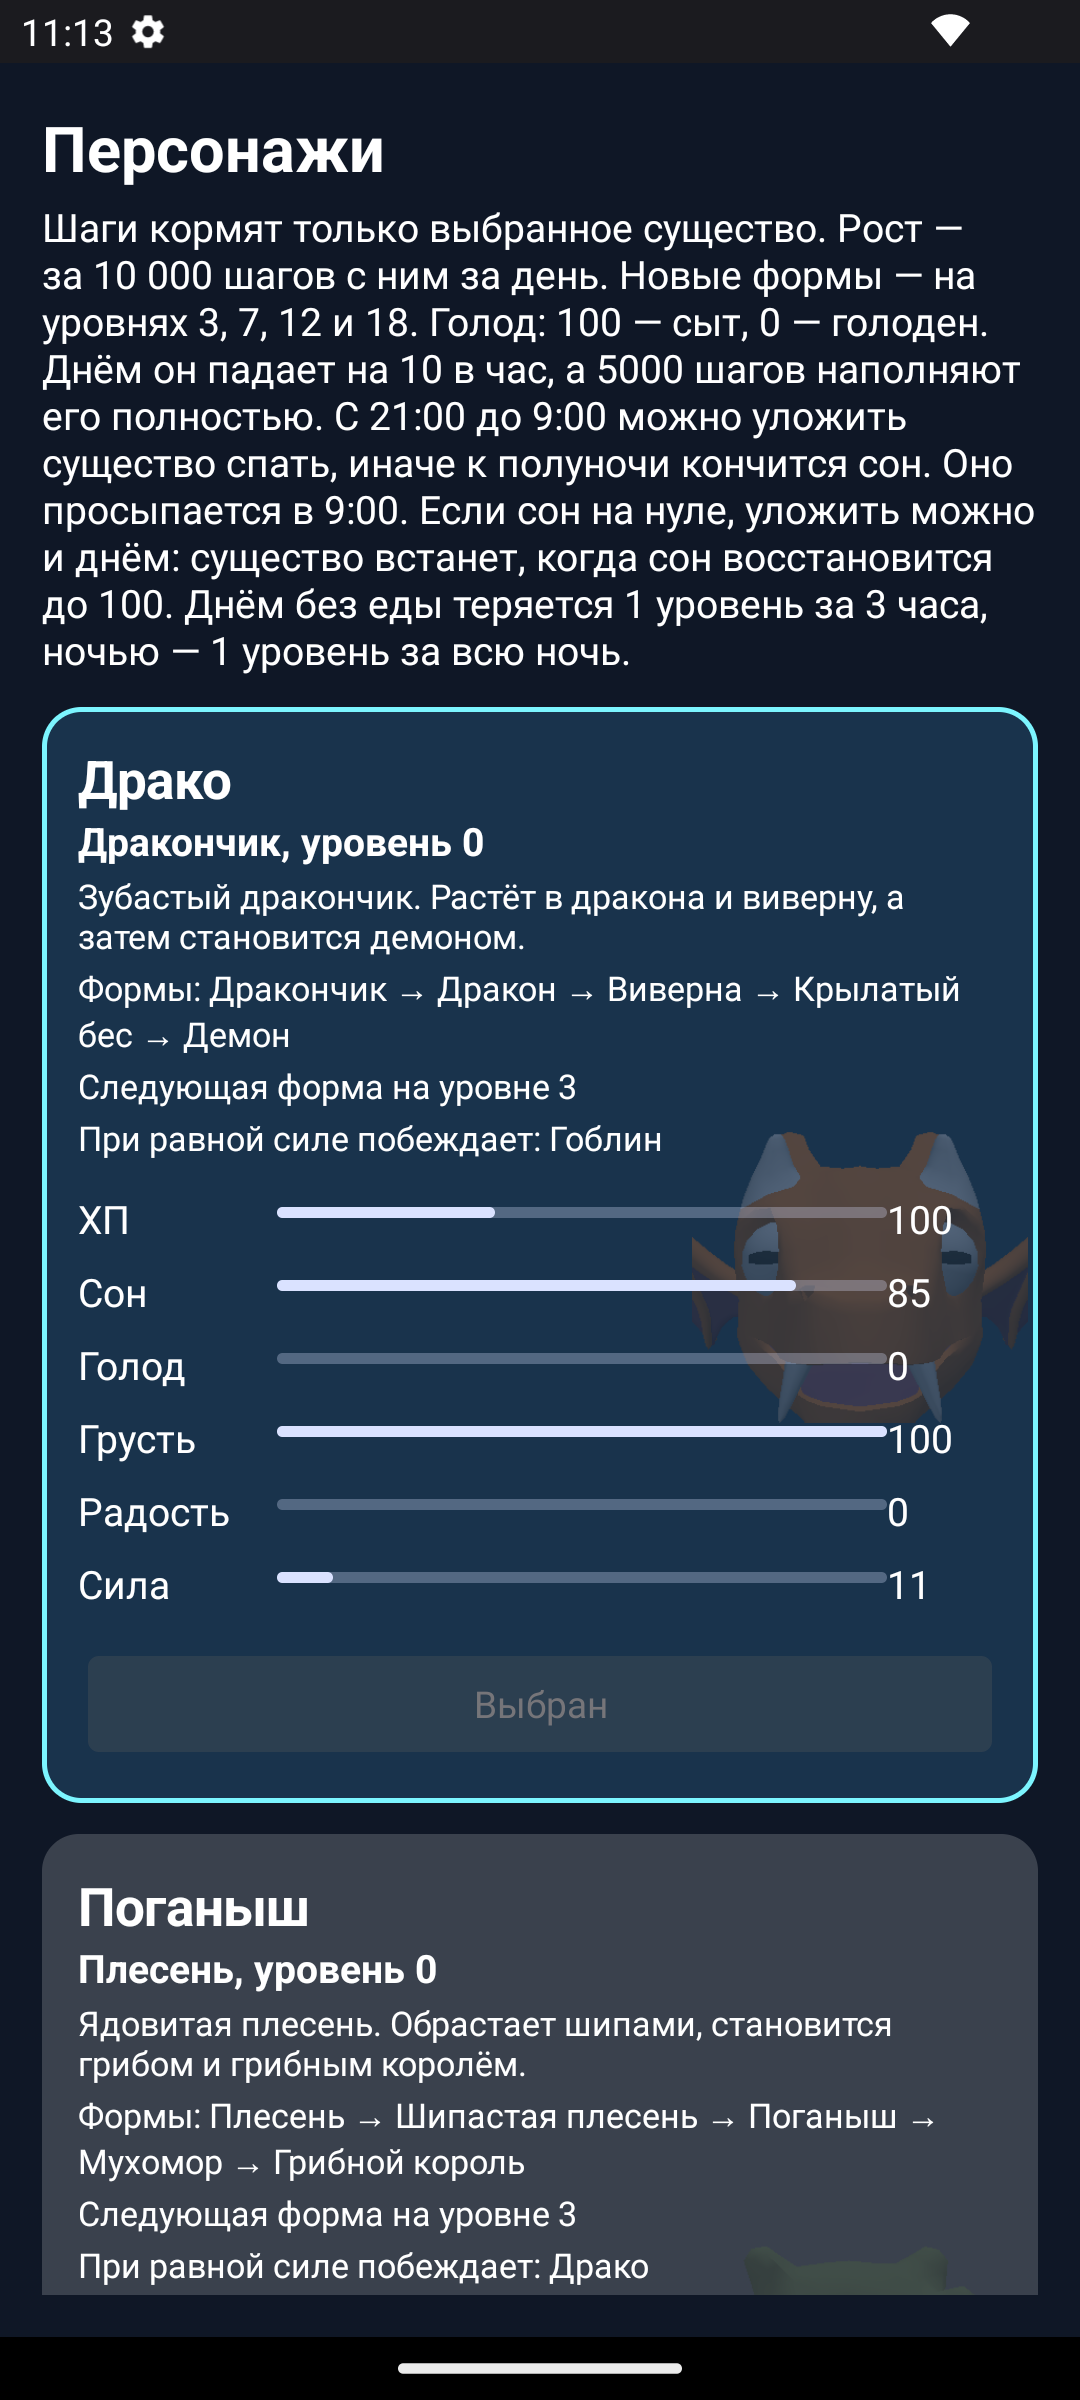 11:13
Персонажи
Шаги кормят только выбранное существо. Рост —
за 10 000 шагов с ним за день. Новые формы — на
уровнях 3, 7, 12 и 18. Голод: 100 — сыт, 0 — голоден.
Днём он падает на 10 в час, а 5000 шагов наполняют
его полностью. С 21:00 до 9:00 можно уложить
существо спать, иначе к полуночи кончится сон. Оно
просыпается в 9:00. Если сон на нуле, уложить можно
и днём: существо встанет, когда сон восстановится
до 100. Днём без еды теряется 1 уровень за 3 часа,
ночью — 1 уровень за всю ночь.
Драко
Дракончик, уровень 0
Зубастый дракончик. Растёт в дракона и виверну, а
затем становится демоном.
Формы: Дракончик → Дракон → Виверна → Крылатый
бес → Демон
Следующая форма на уровне 3
При равной силе побеждает: Гоблин
ХП 100
Сон 85
Голод 0
Грусть 100
Радость 0
Сила 11
Выбран
Поганыш
Плесень, уровень 0
Ядовитая плесень. Обрастает шипами, становится
грибом и грибным королём.
Формы: Плесень → Шипастая плесень → Поганыш →
Мухомор → Грибной король
Следующая форма на уровне 3
При равной силе побеждает: Драко